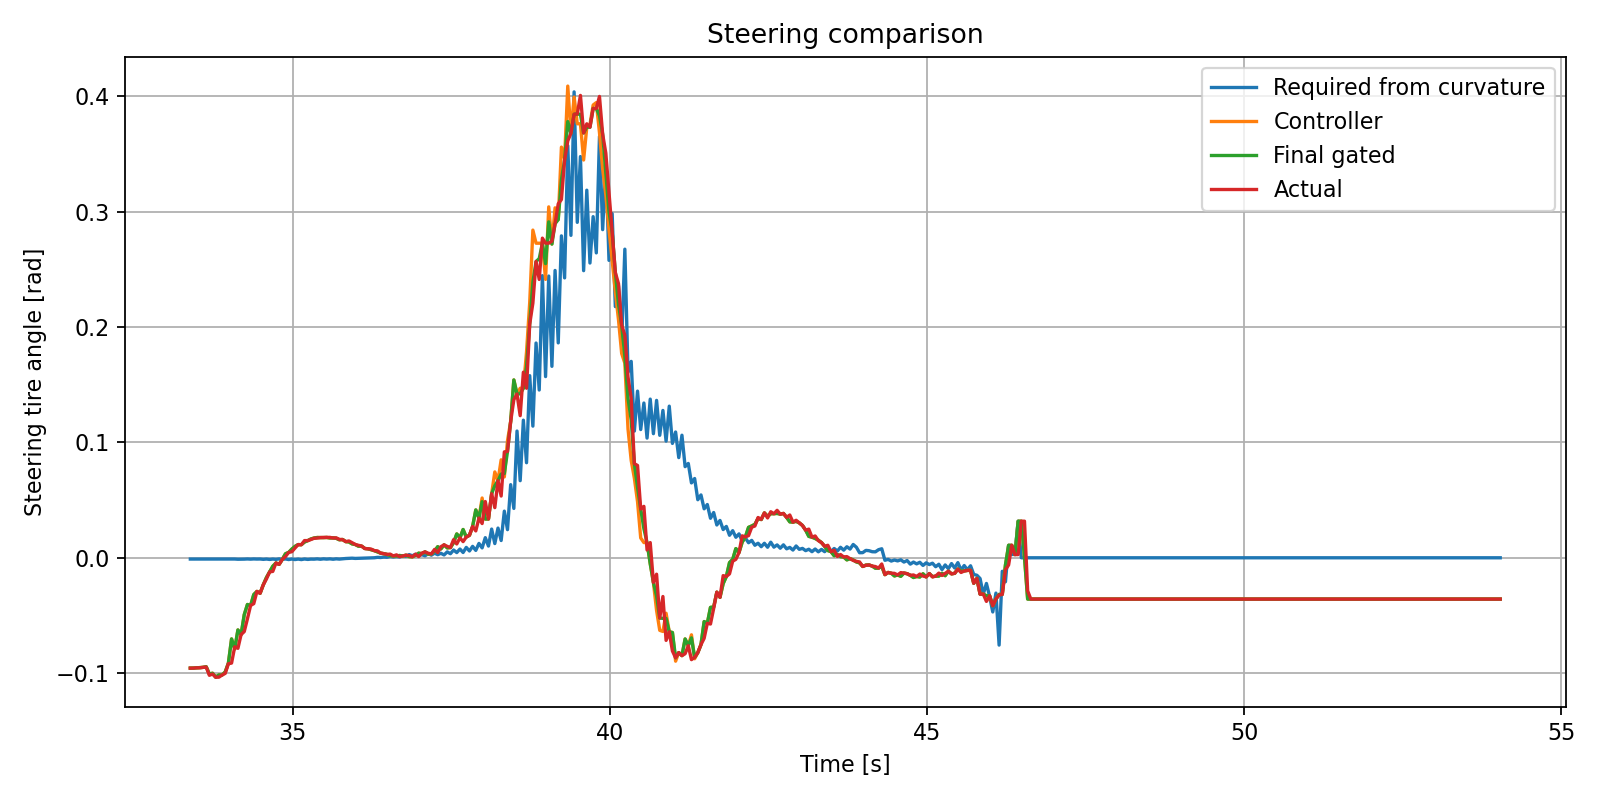 Steering comparison
Required from curvature
Controller
Final gated
Actual
Steering tire angle [rad]
0.4
0.3
0.2
0.1
0.0
−0.1
35
40
45
50
55
Time [s]